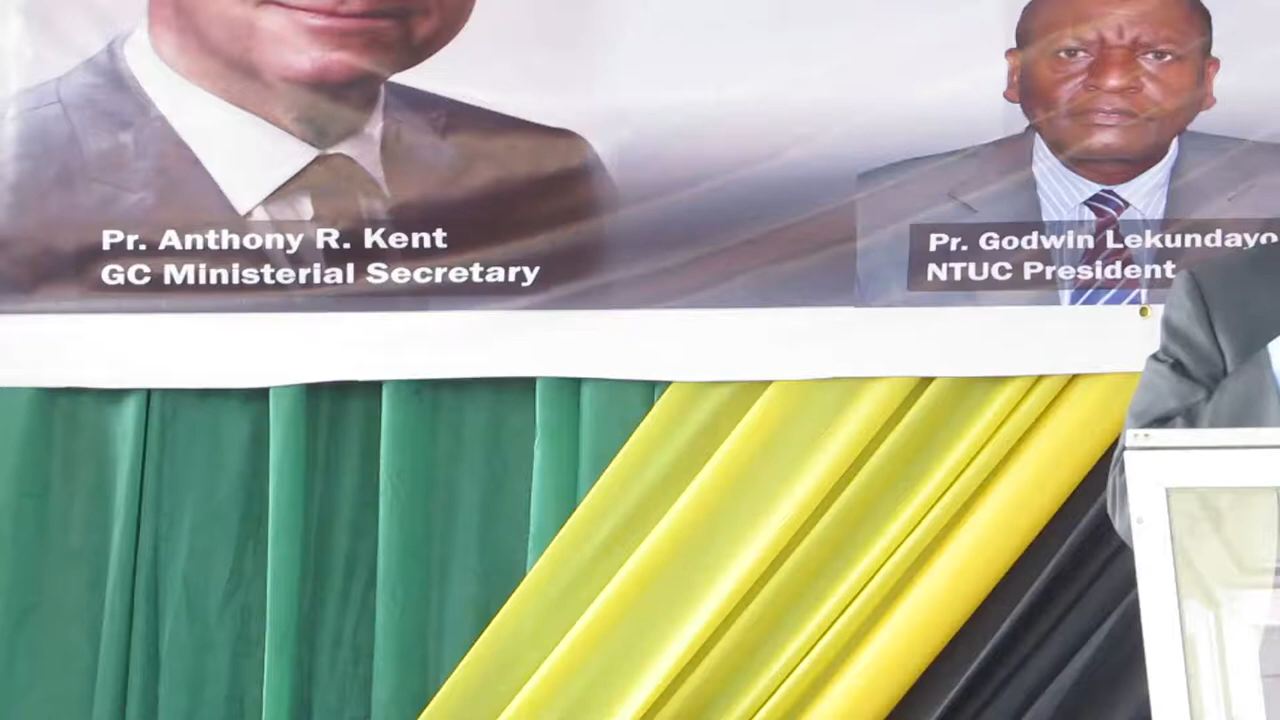 Pr. Anthony R. Kent
GC Ministerial Secretary
Pr. Godwin Lekundayo
NTUC President